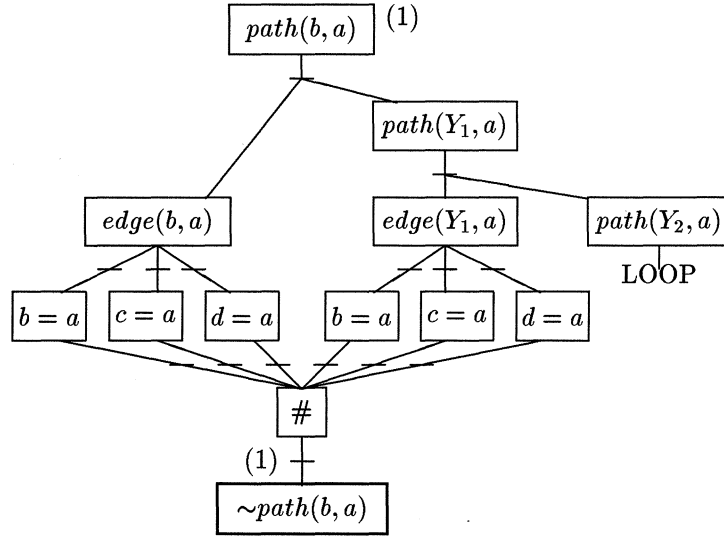 path(b, a) (1)
path(Y₁, a)
edge(b, a) edge(Y₁, a) path(Y₂, a)
LOOP
b = a c = a d = a b = a c = a d = a
#
(1)
~path(b, a)